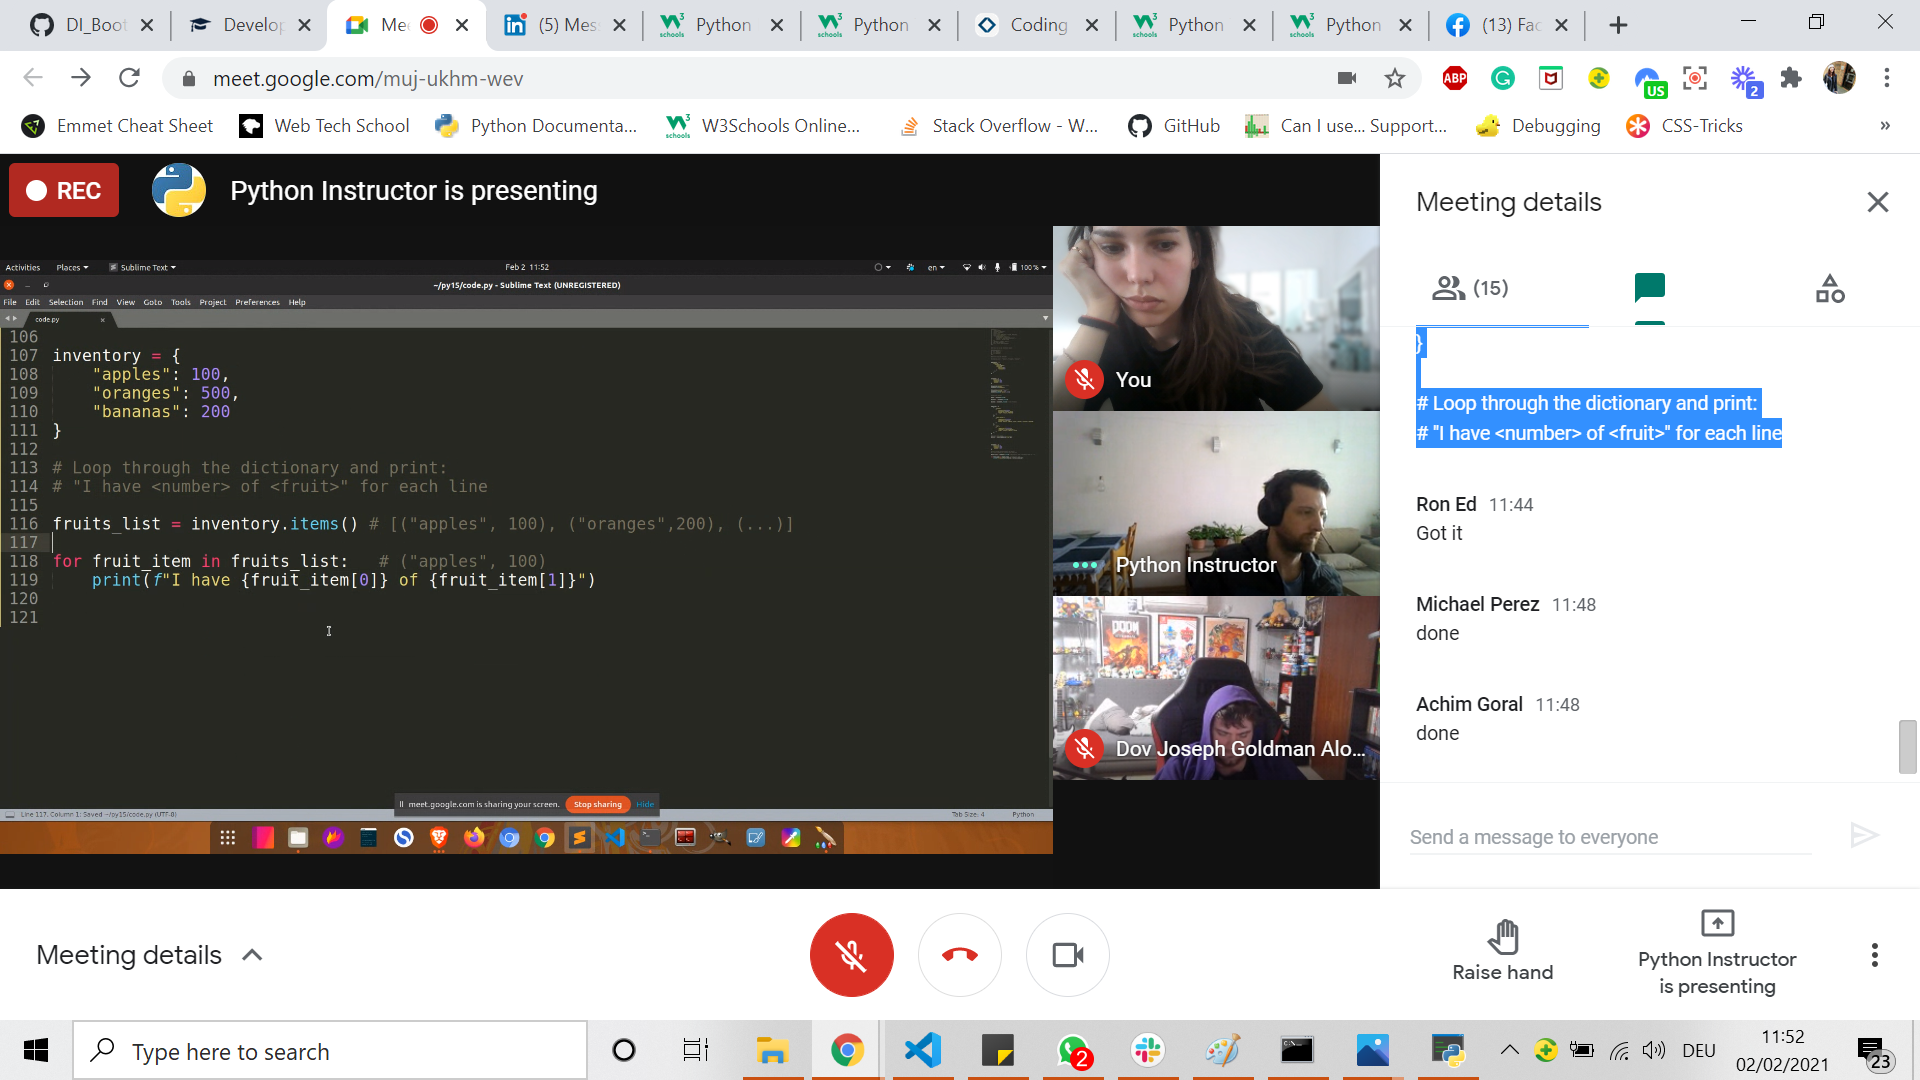 DI_Boot
Develop
Me
(5) Mes
Python
Python
Coding
Python
Python
(13) Fac
meet.google.com/muj-ukhm-wev
ABP
US
2
Emmet Cheat Sheet
Web Tech School
Python Documenta...
W3Schools Online...
Stack Overflow - W...
GitHub
Can I use... Support...
Debugging
CSS-Tricks
»
REC
Python Instructor is presenting
Activities Places Sublime Text Feb 2 11:52 en 100 %
~/py15/code.py - Sublime Text (UNREGISTERED)
File Edit Selection Find View Goto Tools Project Preferences Help
code.py
106
107 inventory = {
108 "apples": 100,
109 "oranges": 500,
110 "bananas": 200
111 }
112
113 # Loop through the dictionary and print:
114 # "I have <number> of <fruit>" for each line
115
116 fruits_list = inventory.items() # [("apples", 100), ("oranges",200), (...)]
117
118 for fruit_item in fruits_list: # ("apples", 100)
119 print(f"I have {fruit_item[0]} of {fruit_item[1]}")
120
121
meet.google.com is sharing your screen. Stop sharing Hide
Line 117, Column 1; Saved ~/py15/code.py (UTF-8) Tab Size: 4 Python
You
Python Instructor
DOOM
Dov Joseph Goldman Alo...
Meeting details
(15)
}
# Loop through the dictionary and print:
# "I have <number> of <fruit>" for each line
Ron Ed 11:44
Got it
Michael Perez 11:48
done
Achim Goral 11:48
done
Send a message to everyone
Meeting details
Raise hand
Python Instructor
is presenting
Type here to search
2
DEU
11:52
02/02/2021
23